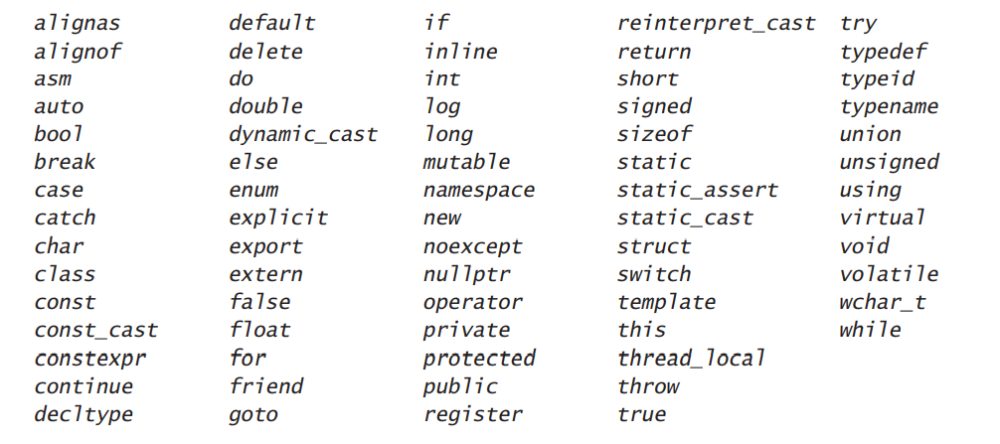 alignas default if reinterpret_cast try
alignof delete inline return typedef
asm do int short typeid
auto double log signed typename
bool dynamic_cast long sizeof union
break else mutable static unsigned
case enum namespace static_assert using
catch explicit new static_cast virtual
char export noexcept struct void
class extern nullptr switch volatile
const false operator template wchar_t
const_cast float private this while
constexpr for protected thread_local
continue friend public throw
decltype goto register true